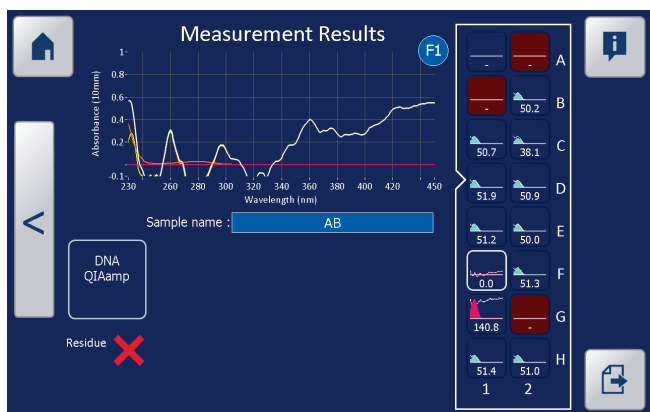 Measurement Results
F1
Absorbance (10mm)
1
0.8
0.6
0.4
0.2
-0.1
230 260 280 300 320 340 360 380 400 420 450
Wavelength (nm)
Sample name : AB
DNA
QIAamp
Residue
<
- - A
- 50.2 B
50.7 38.1 C
51.9 50.9 D
51.2 50.0 E
0.0 51.3 F
140.8 - G
51.4 51.0 H
1 2
i